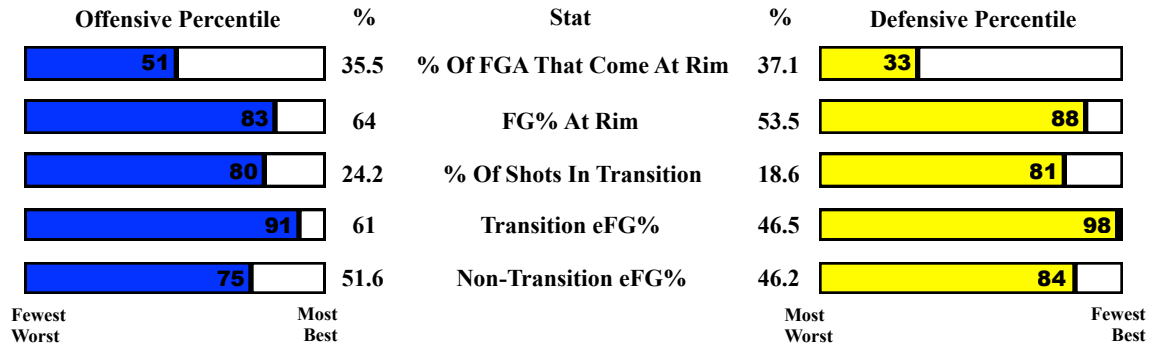 Offensive Percentile % Stat % Defensive Percentile
51 35.5 % Of FGA That Come At Rim 37.1 33
83 64 FG% At Rim 53.5 88
80 24.2 % Of Shots In Transition 18.6 81
91 61 Transition eFG% 46.5 98
75 51.6 Non-Transition eFG% 46.2 84
Fewest Most Most Fewest
Worst Best Worst Best